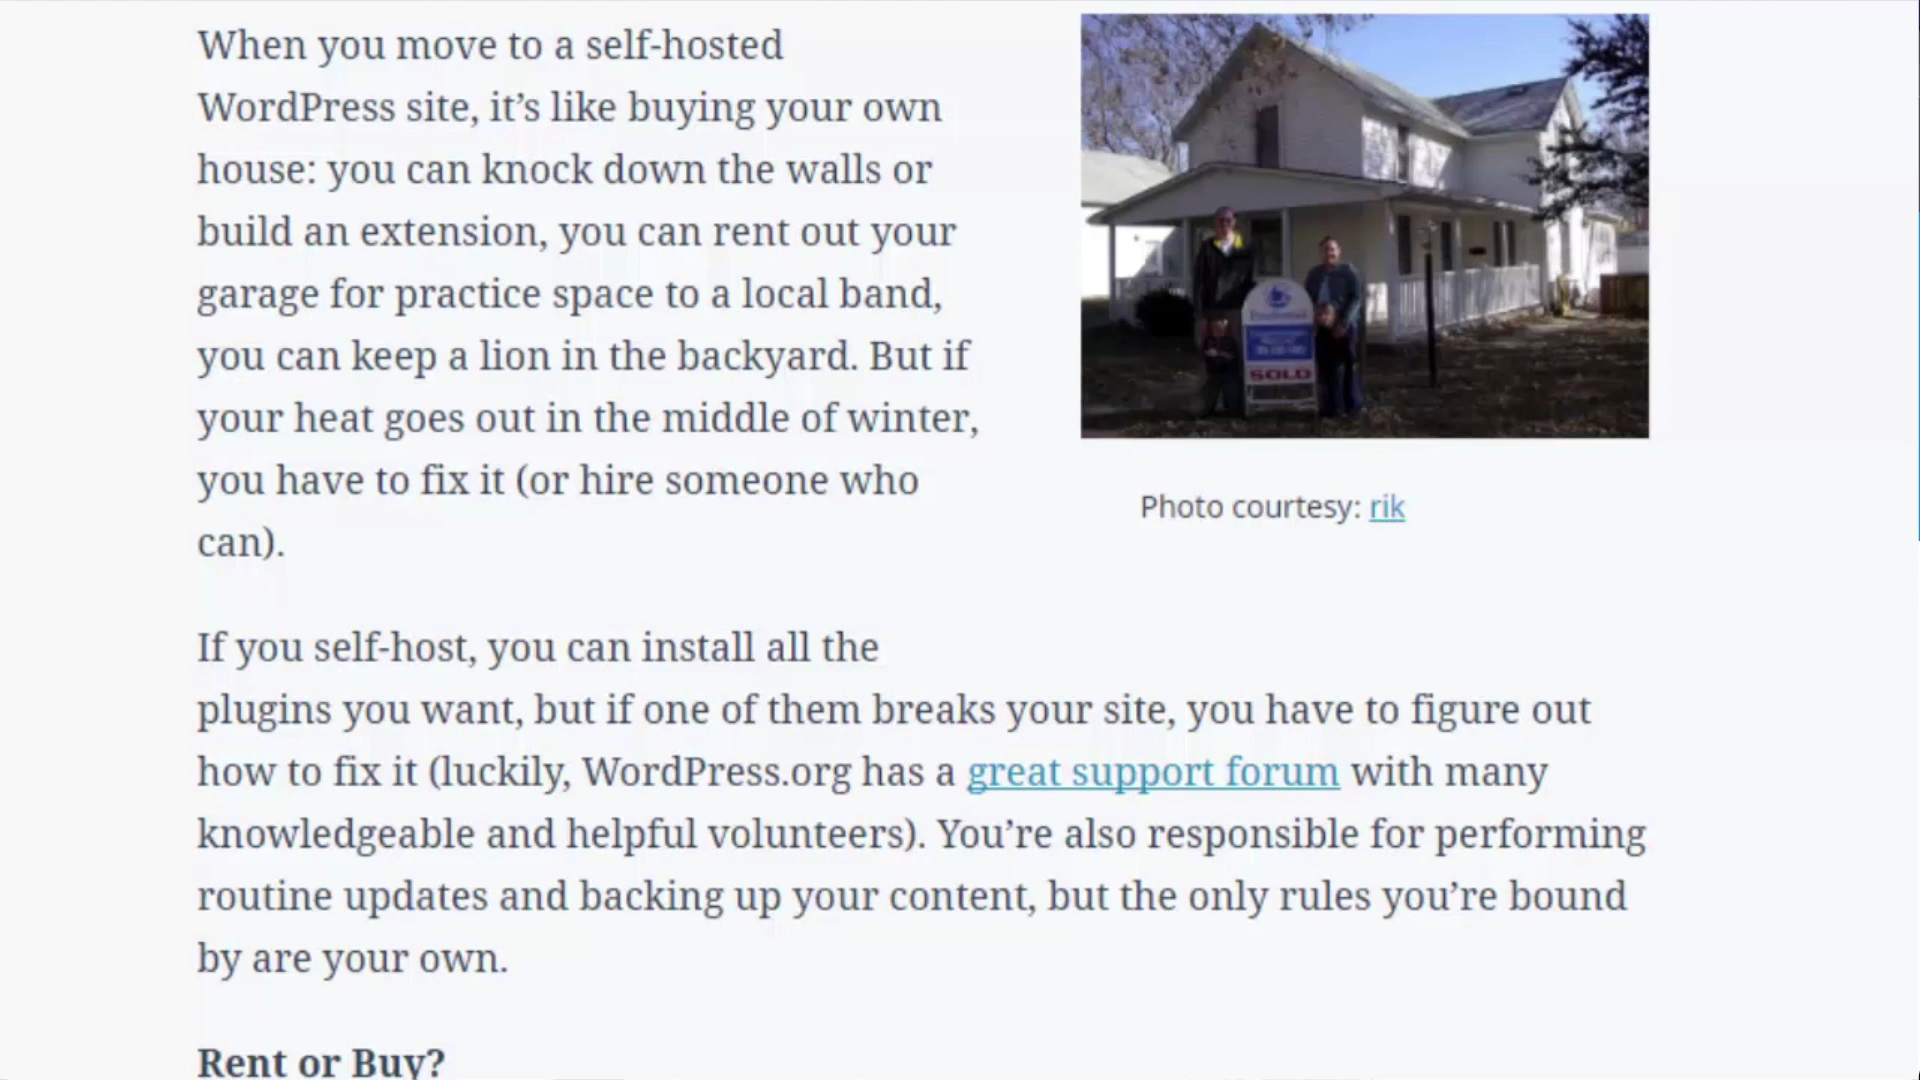 When you move to a self-hosted
WordPress site, it’s like buying your own
house: you can knock down the walls or
build an extension, you can rent out your
garage for practice space to a local band,
you can keep a lion in the backyard. But if
your heat goes out in the middle of winter,
you have to fix it (or hire someone who
can).
SOLD
Photo courtesy: rik
If you self-host, you can install all the
plugins you want, but if one of them breaks your site, you have to figure out
how to fix it (luckily, WordPress.org has a great support forum with many
knowledgeable and helpful volunteers). You’re also responsible for performing
routine updates and backing up your content, but the only rules you’re bound
by are your own.
Rent or Buy?